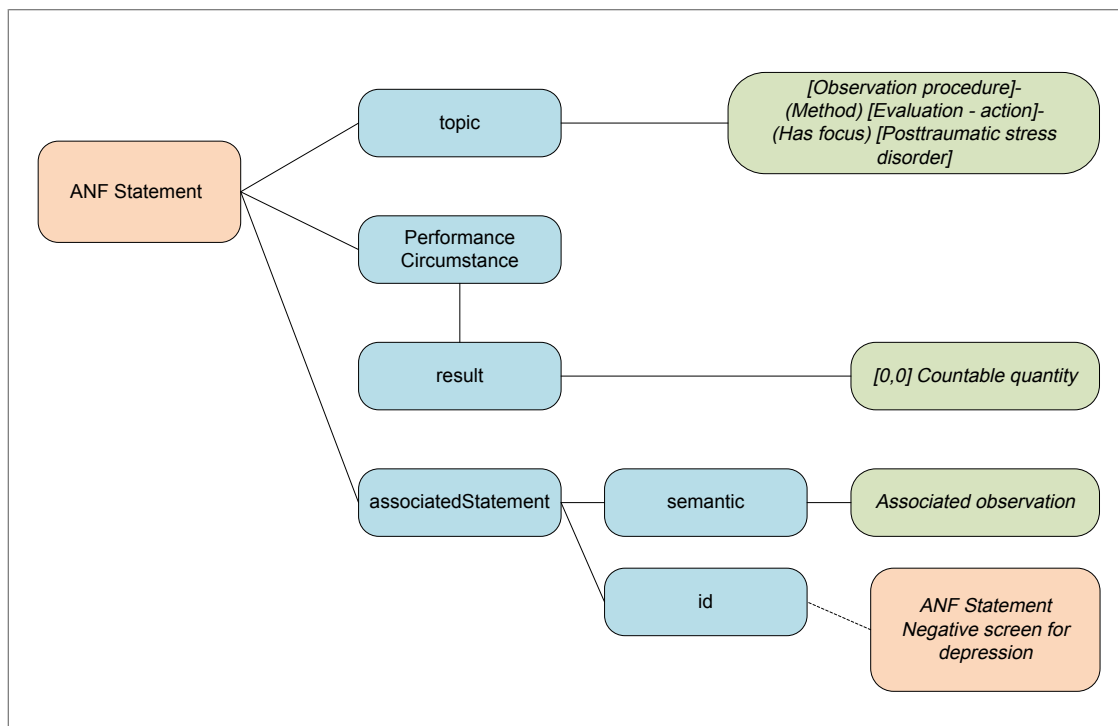 topic
[Observation procedure]-
(Method) [Evaluation - action]-
(Has focus) [Posttraumatic stress
disorder]
ANF Statement
Performance
Circumstance
result
[0,0] Countable quantity
associatedStatement
semantic
Associated observation
id
ANF Statement
Negative screen for
depression